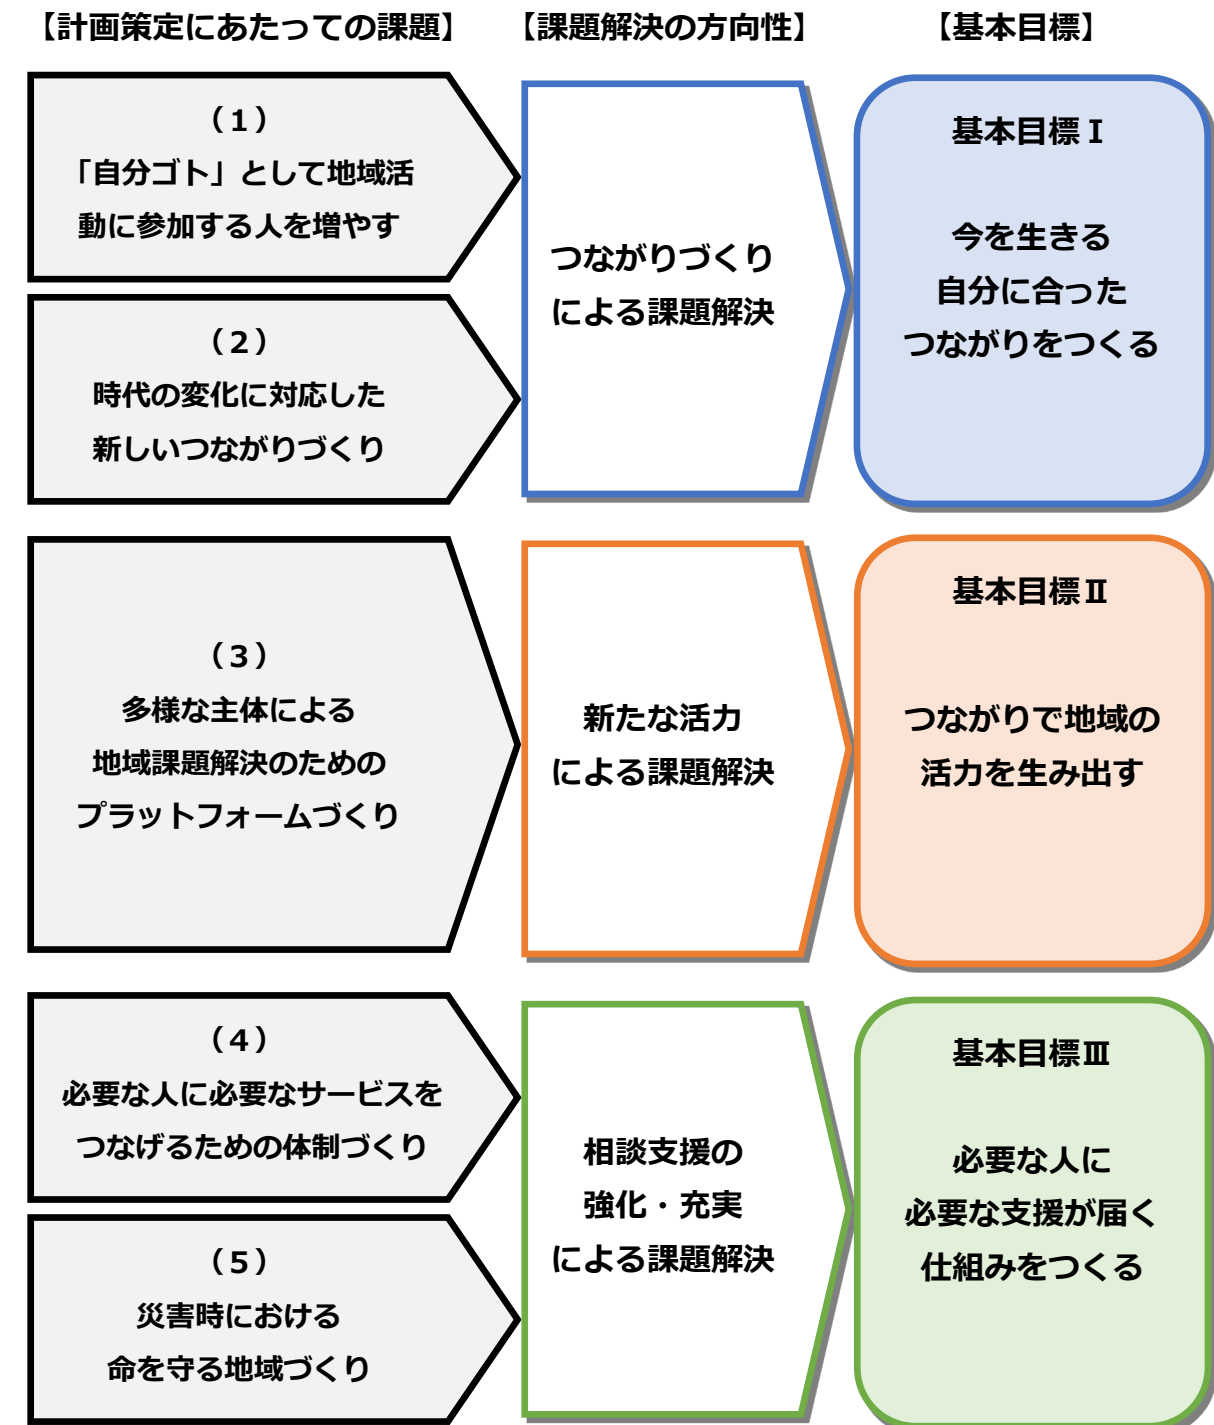 【計画策定にあたっての課題】
【課題解決の方向性】
【基本目標】
（１）
「自分ゴト」として地域活
動に参加する人を増やす
（２）
時代の変化に対応した
新しいつながりづくり
つながりづくり
による課題解決
基本目標Ⅰ
今を生きる
自分に合った
つながりをつくる
（３）
多様な主体による
地域課題解決のための
プラットフォームづくり
新たな活力
による課題解決
基本目標Ⅱ
つながりで地域の
活力を生み出す
（４）
必要な人に必要なサービスを
つなげるための体制づくり
（５）
災害時における
命を守る地域づくり
相談支援の
強化・充実
による課題解決
基本目標Ⅲ
必要な人に
必要な支援が届く
仕組みをつくる